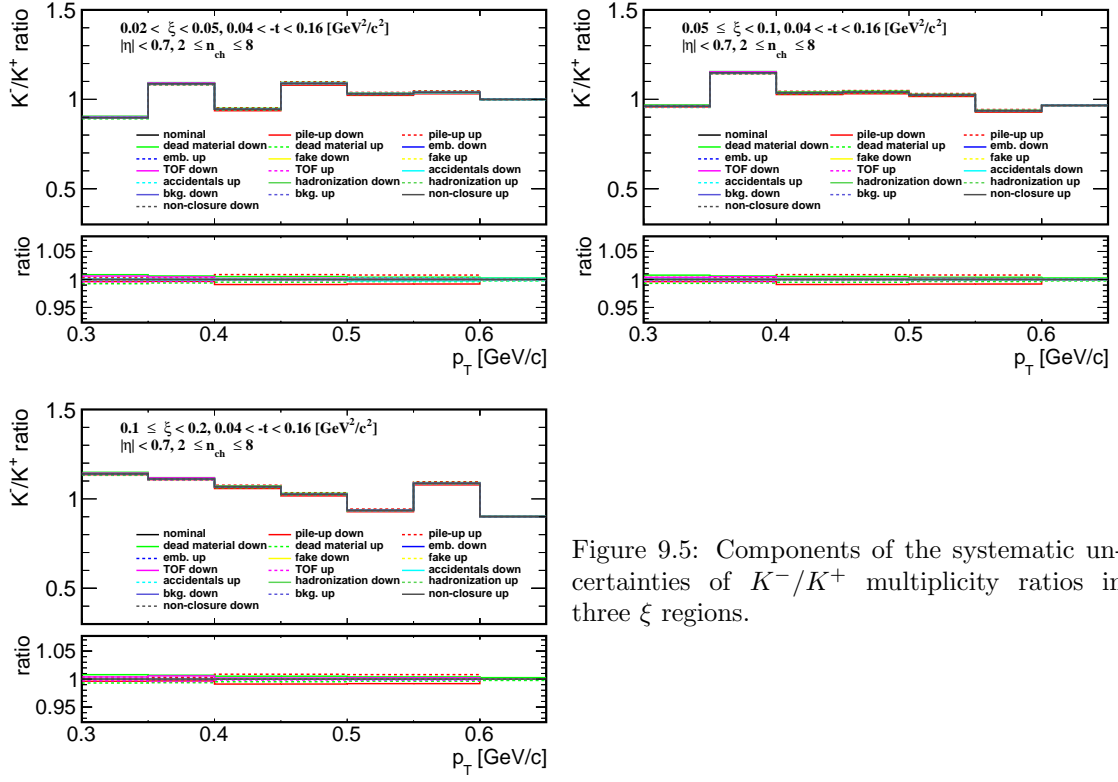 0.02 < ξ < 0.05, 0.04 < -t < 0.16 [GeV²/c²]
|η| < 0.7, 2 ≤ n_ch ≤ 8
K⁻/K⁺ ratio
1.5
1
0.5
nominal pile-up down pile-up up
dead material down dead material up emb. down
emb. up fake down fake up
TOF down TOF up accidentals down
accidentals up hadronization down hadronization up
bkg. down bkg. up non-closure up
non-closure down
ratio
1.05
1
0.95
0.3 0.4 0.5 0.6
p_T [GeV/c]
0.05 ≤ ξ < 0.1, 0.04 < -t < 0.16 [GeV²/c²]
|η| < 0.7, 2 ≤ n_ch ≤ 8
K⁻/K⁺ ratio
1.5
1
0.5
nominal pile-up down pile-up up
dead material down dead material up emb. down
emb. up fake down fake up
TOF down TOF up accidentals down
accidentals up hadronization down hadronization up
bkg. down bkg. up non-closure up
non-closure down
ratio
1.05
1
0.95
0.3 0.4 0.5 0.6
p_T [GeV/c]
0.1 ≤ ξ < 0.2, 0.04 < -t < 0.16 [GeV²/c²]
|η| < 0.7, 2 ≤ n_ch ≤ 8
K⁻/K⁺ ratio
1.5
1
0.5
nominal pile-up down pile-up up
dead material down dead material up emb. down
emb. up fake down fake up
TOF down TOF up accidentals down
accidentals up hadronization down hadronization up
bkg. down bkg. up non-closure up
non-closure down
ratio
1.05
1
0.95
0.3 0.4 0.5 0.6
p_T [GeV/c]
Figure 9.5: Components of the systematic un-
certainties of K⁻/K⁺ multiplicity ratios in
three ξ regions.